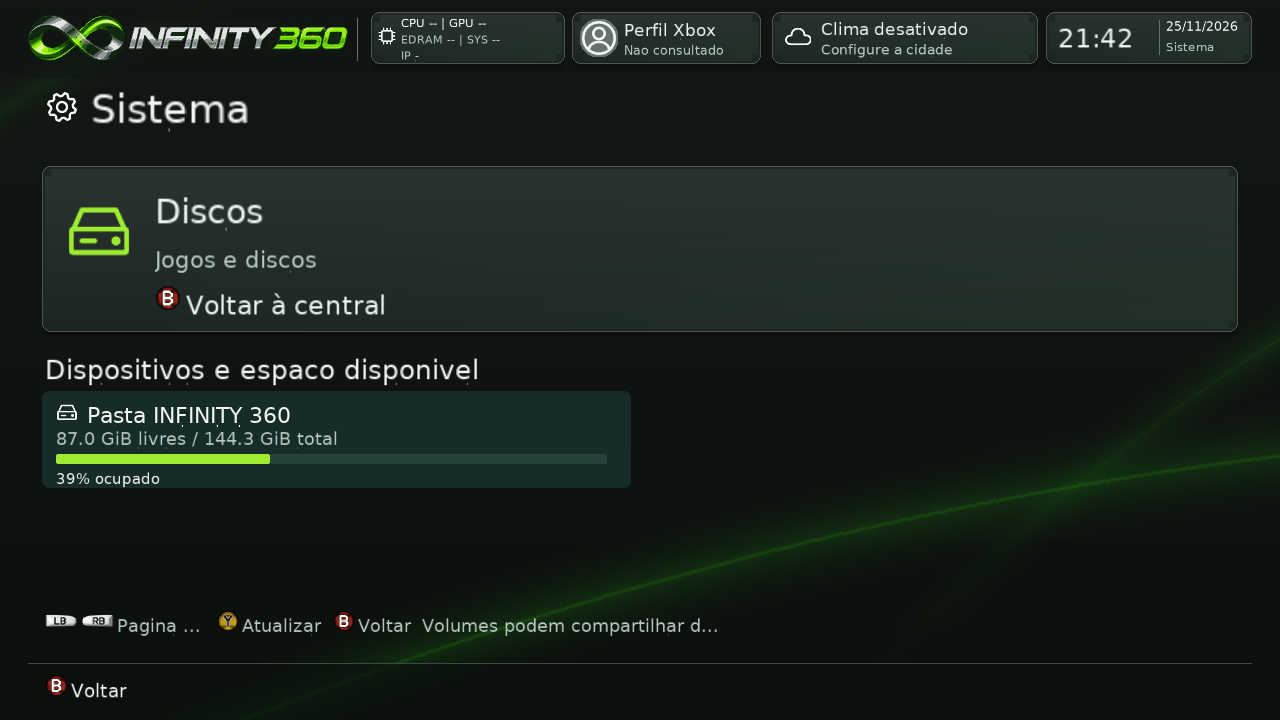 INFINITY 360
CPU -- | GPU --
EDRAM -- | SYS --
IP -
Perfil Xbox
Nao consultado
Clima desativado
Configure a cidade
21:42
25/11/2026
Sistema
Sistema
Discos
Jogos e discos
B Voltar à central
Dispositivos e espaco disponivel
Pasta INFINITY 360
87.0 GiB livres / 144.3 GiB total
39% ocupado
LB RB Pagina ... Y Atualizar B Voltar Volumes podem compartilhar d...
B Voltar